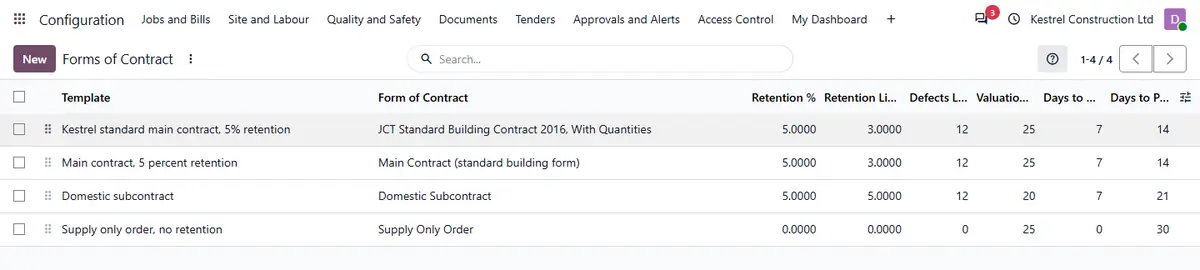 Configuration Jobs and Bills Site and Labour Quality and Safety Documents Tenders Approvals and Alerts Access Control My Dashboard + 3 Kestrel Construction Ltd D
New Forms of Contract Search... 1-4 / 4
Template Form of Contract Retention % Retention Li... Defects L... Valuatio... Days to ... Days to P...
Kestrel standard main contract, 5% retention JCT Standard Building Contract 2016, With Quantities 5.0000 3.0000 12 25 7 14
Main contract, 5 percent retention Main Contract (standard building form) 5.0000 3.0000 12 25 7 14
Domestic subcontract Domestic Subcontract 5.0000 5.0000 12 20 7 21
Supply only order, no retention Supply Only Order 0.0000 0.0000 0 25 0 30